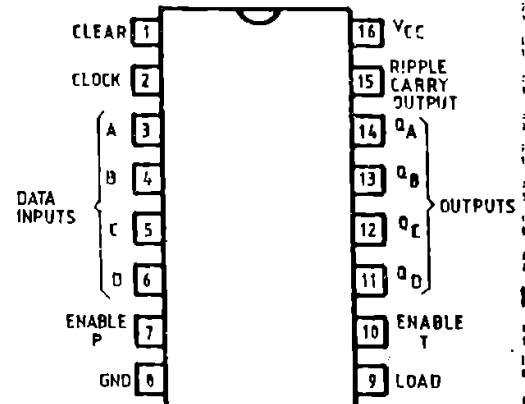 CLEAR 1 16 VCC
CLOCK 2 15 RIPPLE CARRY OUTPUT
A 3 14 QA
B 4 13 QB
DATA INPUTS
OUTPUTS
C 5 12 QC
D 6 11 QD
ENABLE P 7 10 ENABLE T
GND 8 9 LOAD